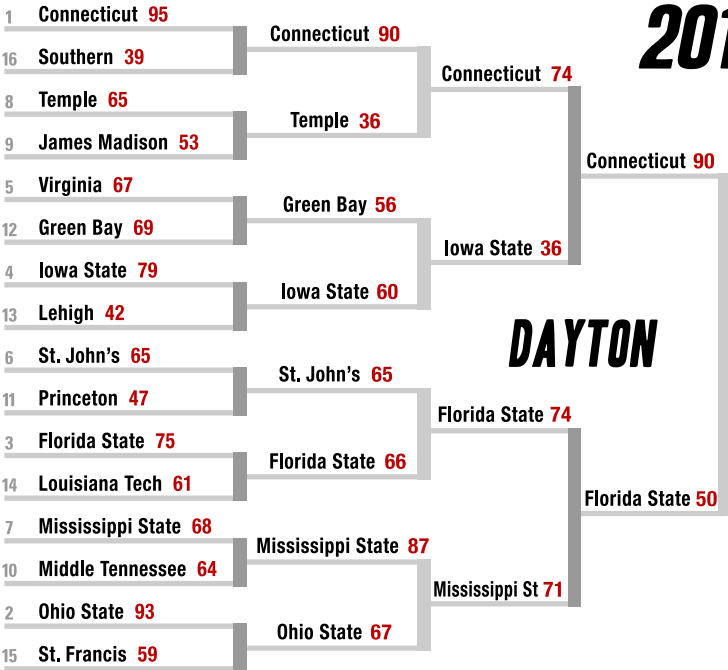 201
1 Connecticut 95
16 Southern 39
8 Temple 65
9 James Madison 53
5 Virginia 67
12 Green Bay 69
4 Iowa State 79
13 Lehigh 42
6 St. John's 65
11 Princeton 47
3 Florida State 75
14 Louisiana Tech 61
7 Mississippi State 68
10 Middle Tennessee 64
2 Ohio State 93
15 St. Francis 59
Connecticut 90
Temple 36
Green Bay 56
Iowa State 60
St. John's 65
Florida State 66
Mississippi State 87
Ohio State 67
Connecticut 74
Iowa State 36
Florida State 74
Mississippi St 71
Connecticut 90
Florida State 50
DAYTON